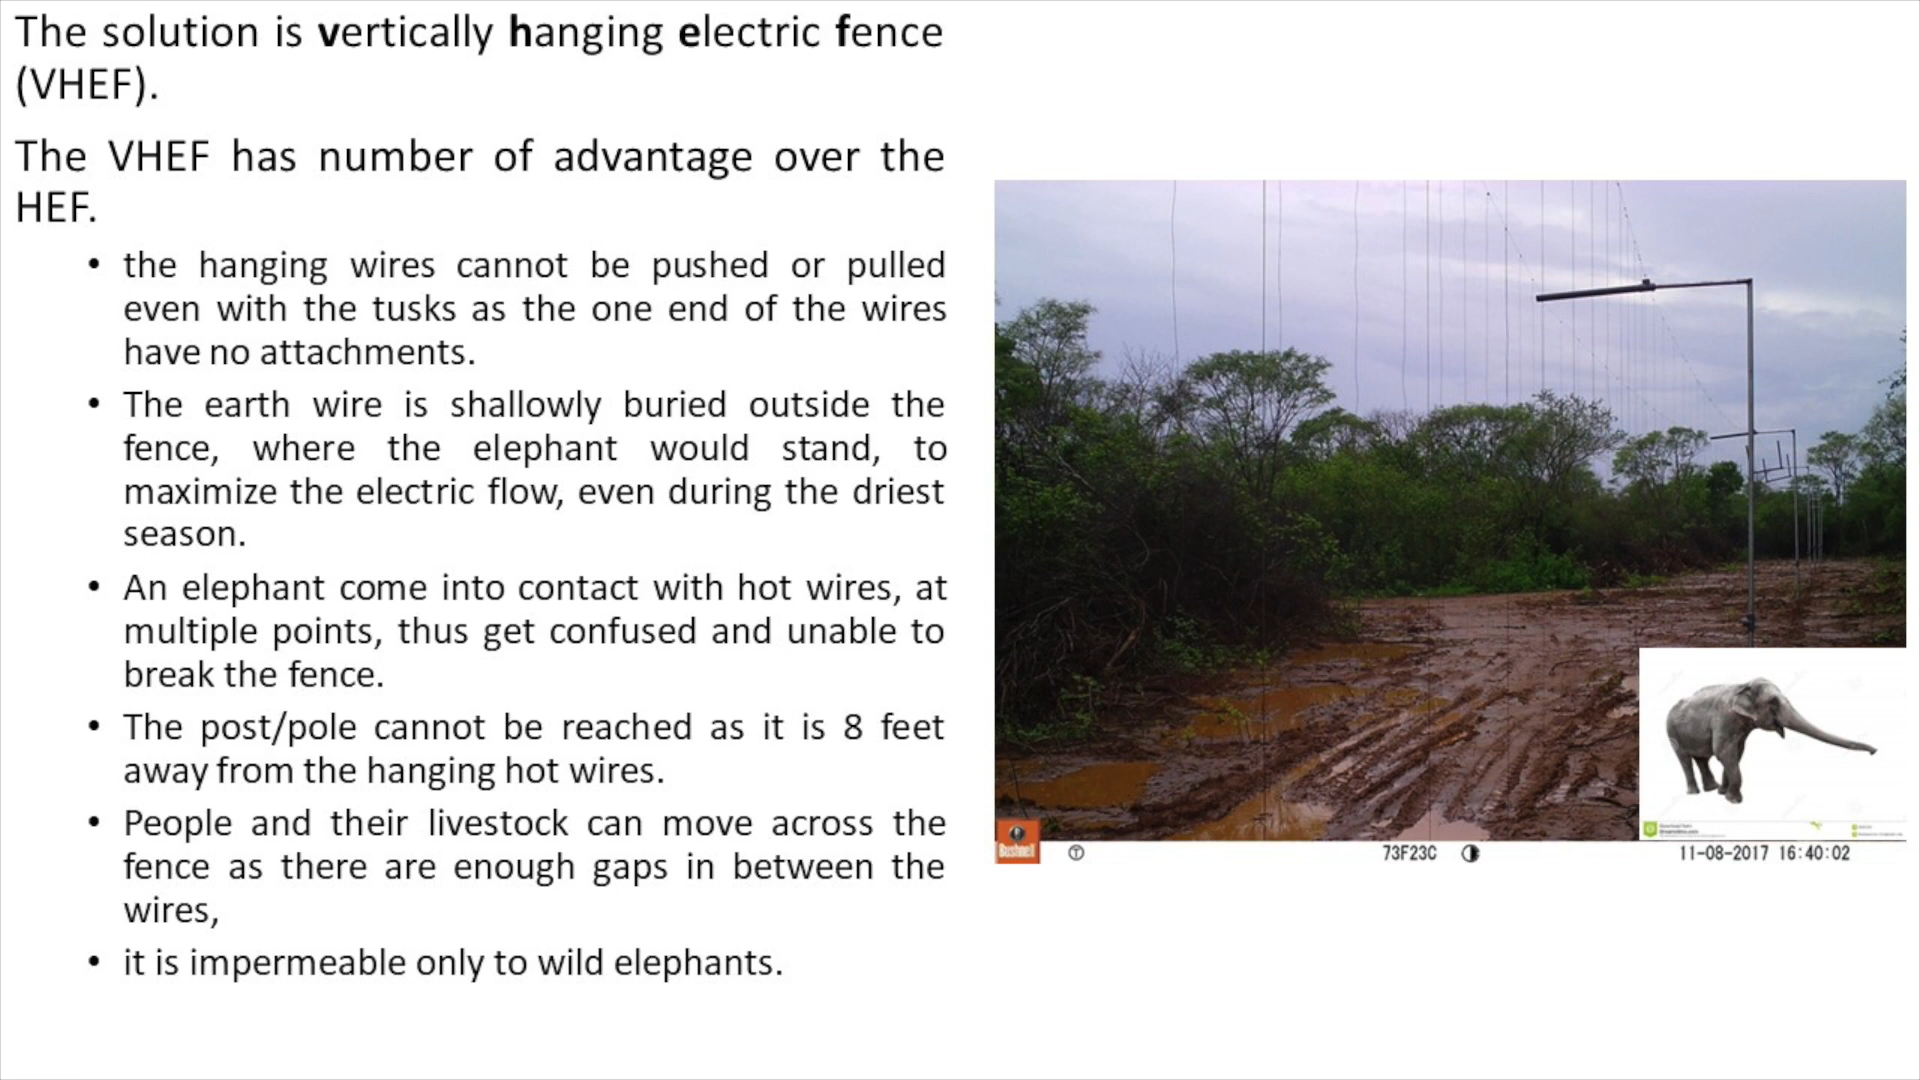 The solution is vertically hanging electric fence
(VHEF).
The VHEF has number of advantage over the
HEF.
• the hanging wires cannot be pushed or pulled
even with the tusks as the one end of the wires
have no attachments.
• The earth wire is shallowly buried outside the
fence, where the elephant would stand, to
maximize the electric flow, even during the driest
season.
• An elephant come into contact with hot wires, at
multiple points, thus get confused and unable to
break the fence.
• The post/pole cannot be reached as it is 8 feet
away from the hanging hot wires.
• People and their livestock can move across the
fence as there are enough gaps in between the
wires,
• it is impermeable only to wild elephants.
Bushnell
T
73F23C
11-08-2017 16:40:02